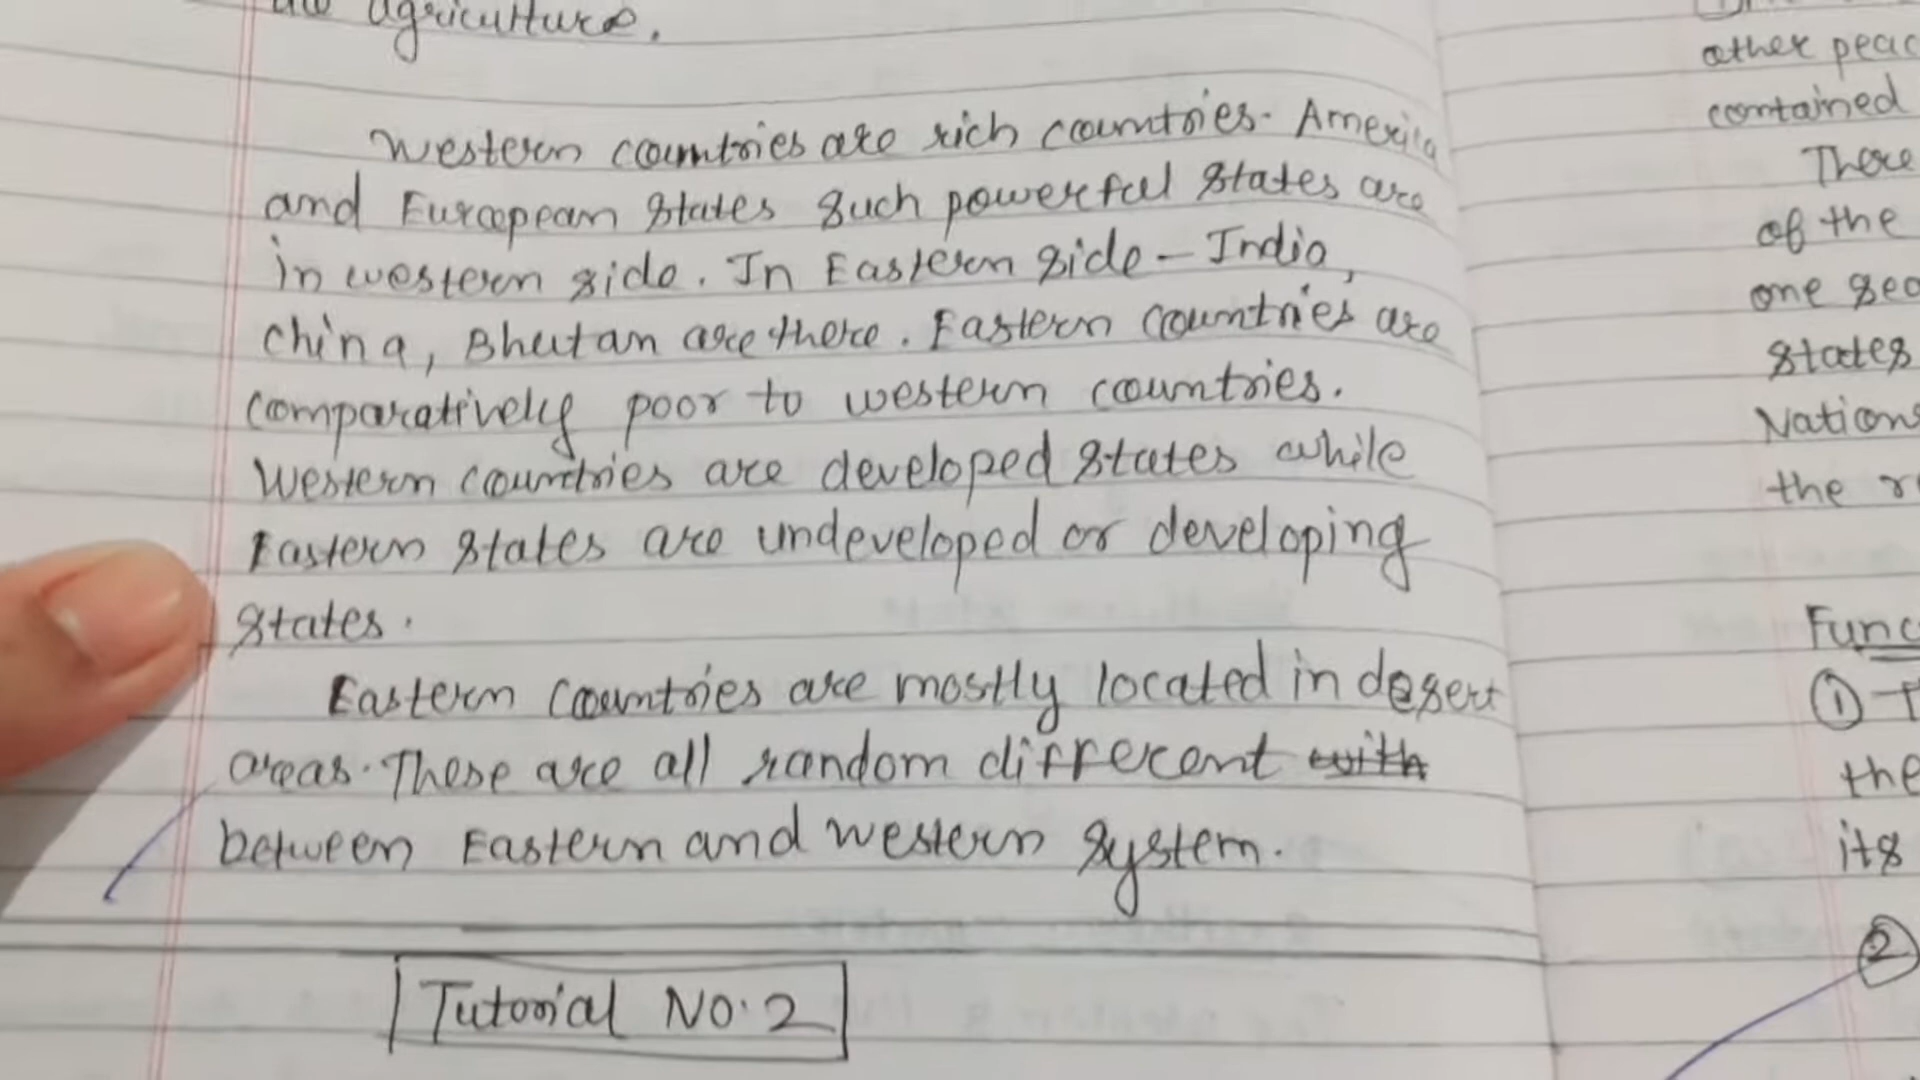 are agriculture.
Western countries are rich countries. America
and European states such powerful states are
in western side. In Eastern side - India,
china, Bhutan are there. Eastern countries are
comparatively poor to western countries.
Western countries are developed states while
Eastern states are undeveloped or developing
states.
Eastern countries are mostly located in desert
areas. These are all random different with
between Eastern and western system.
Tutorial No. 2
other peac
contained
There
of the
one geo
states
Nations
the r
Func
① T
the
its
②